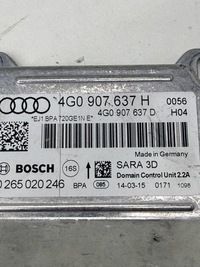 4G0 907 637 H 0056
4G0 907 637 D H04
*EJ1 BPA 720GE1N E*
Made in Germany
BOSCH 16S SARA 3D
Domain Control Unit 2.2A
0 265 020 246 BPA 085 14-03-15 0171 1098